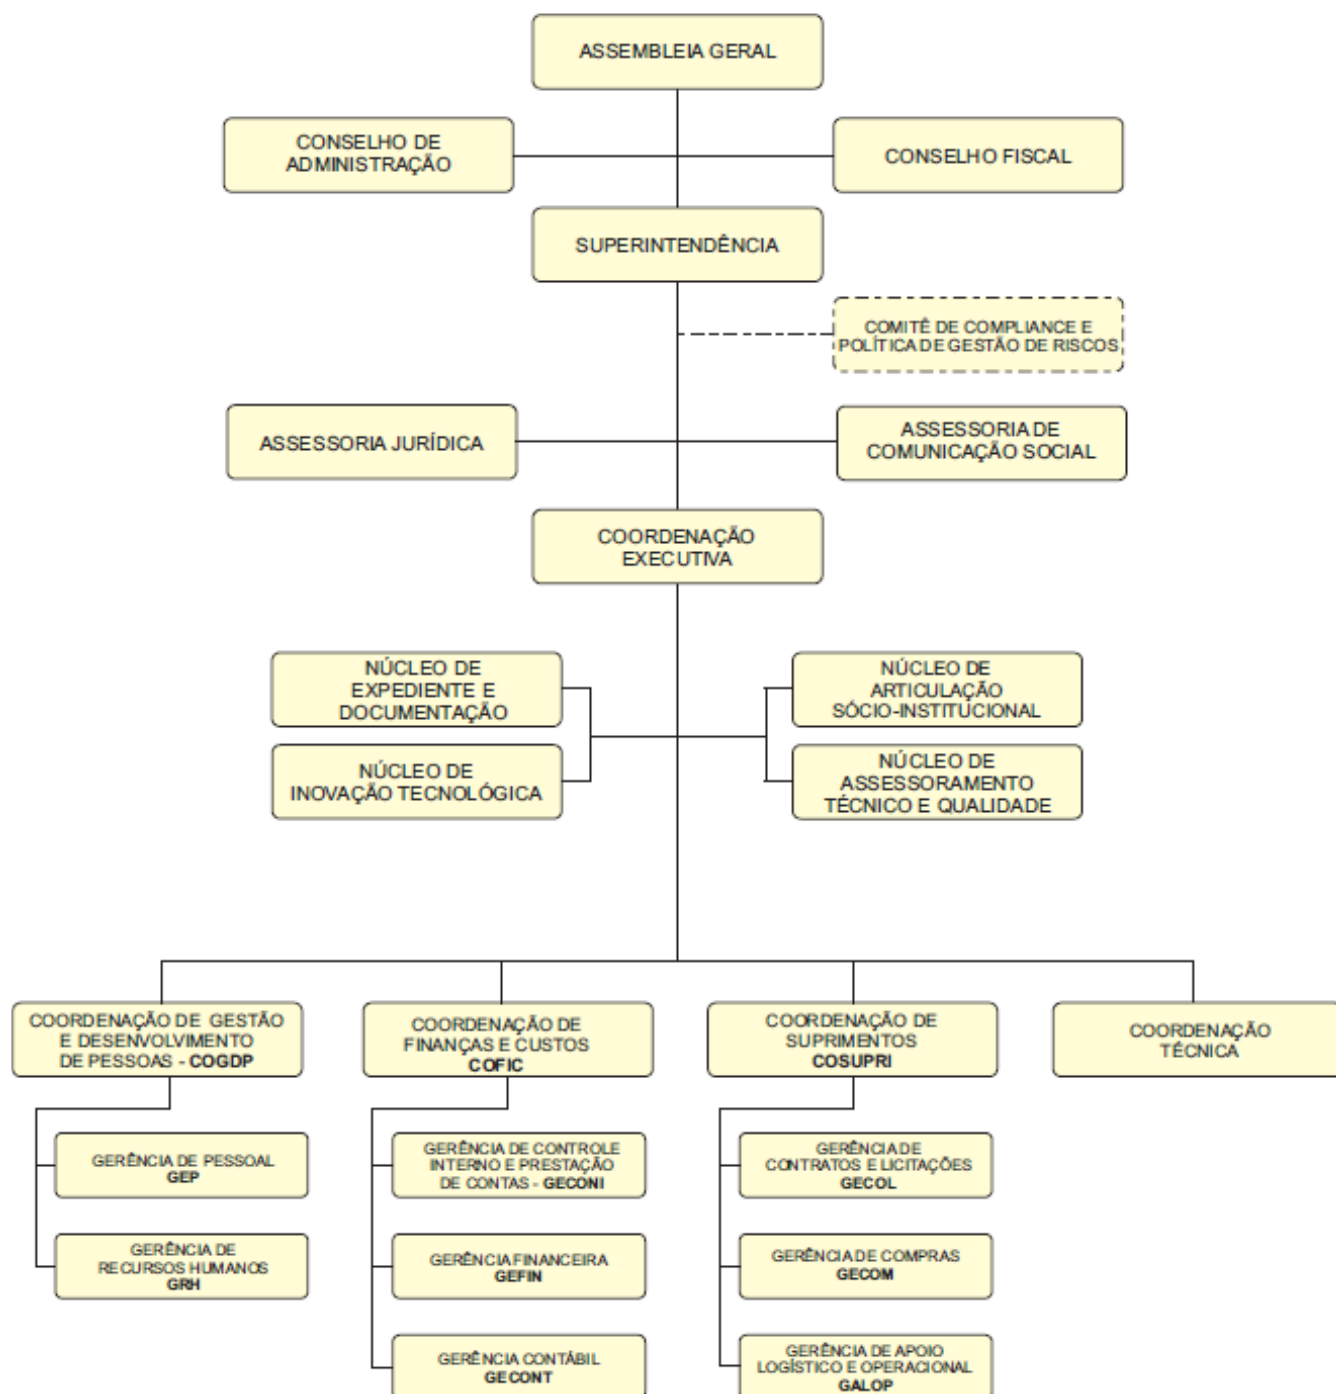 ASSEMBLEIA GERAL
CONSELHO DE
ADMINISTRAÇÃO
CONSELHO FISCAL
SUPERINTENDÊNCIA
COMITÊ DE COMPLIANCE E
POLÍTICA DE GESTÃO DE RISCOS
ASSESSORIA JURÍDICA
ASSESSORIA DE
COMUNICAÇÃO SOCIAL
COORDENAÇÃO
EXECUTIVA
NÚCLEO DE
EXPEDIENTE E
DOCUMENTAÇÃO
NÚCLEO DE
ARTICULAÇÃO
SÓCIO-INSTITUCIONAL
NÚCLEO DE
INOVAÇÃO TECNOLÓGICA
NÚCLEO DE
ASSESSORAMENTO
TÉCNICO E QUALIDADE
COORDENAÇÃO DE GESTÃO
E DESENVOLVIMENTO
DE PESSOAS - COGDP
COORDENAÇÃO DE
FINANÇAS E CUSTOS
COFIC
COORDENAÇÃO DE
SUPRIMENTOS
COSUPRI
COORDENAÇÃO
TÉCNICA
GERÊNCIA DE PESSOAL
GEP
GERÊNCIA DE CONTROLE
INTERNO E PRESTAÇÃO
DE CONTAS - GECONI
GERÊNCIA DE
CONTRATOS E LICITAÇÕES
GECOL
GERÊNCIA DE
RECURSOS HUMANOS
GRH
GERÊNCIA FINANCEIRA
GEFIN
GERÊNCIA DE COMPRAS
GECOM
GERÊNCIA CONTÁBIL
GECONT
GERÊNCIA DE APOIO
LOGÍSTICO E OPERACIONAL
GALOP